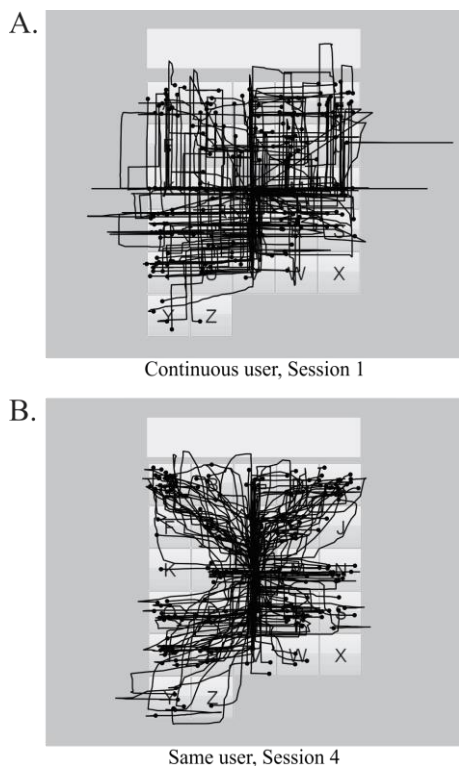 A.
W X
Y Z
Continuous user, Session 1
B.
J
K N
W X
Y Z
Same user, Session 4